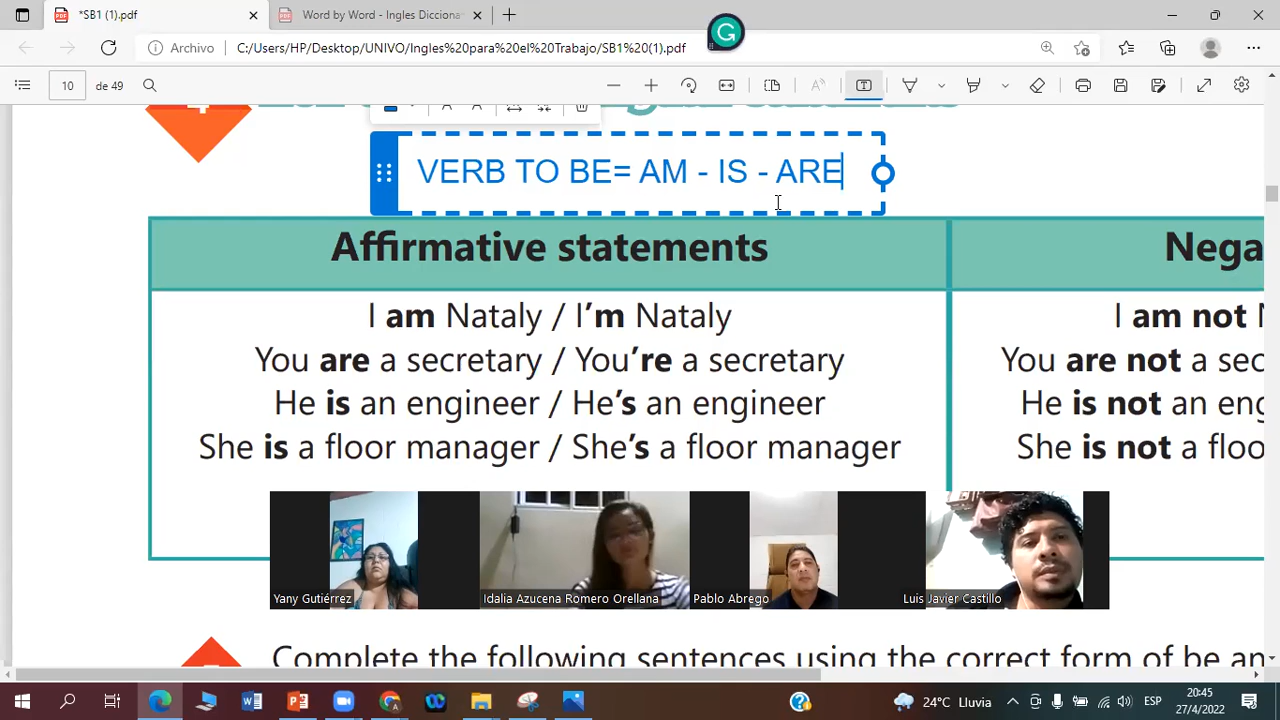 *SB1 (1).pdf
Word by Word - Ingles Dicciona
Archivo
C:/Users/HP/Desktop/UNIVO/Ingles%20para%20el%20Trabajo/SB1%20(1).pdf
10 de 49
VERB TO BE= AM - IS - ARE
Affirmative statements
Nega
I am Nataly / I'm Nataly
I am not N
You are a secretary / You're a secretary
You are not a sec
He is an engineer / He's an engineer
He is not an eng
She is a floor manager / She's a floor manager
She is not a floo
Yany Gutiérrez
Idalia Azucena Romero Orellana
Pablo Abrego
Luis Javier Castillo
Complete the following sentences using the correct form of be an
24°C Lluvia
ESP
20:45
27/4/2022